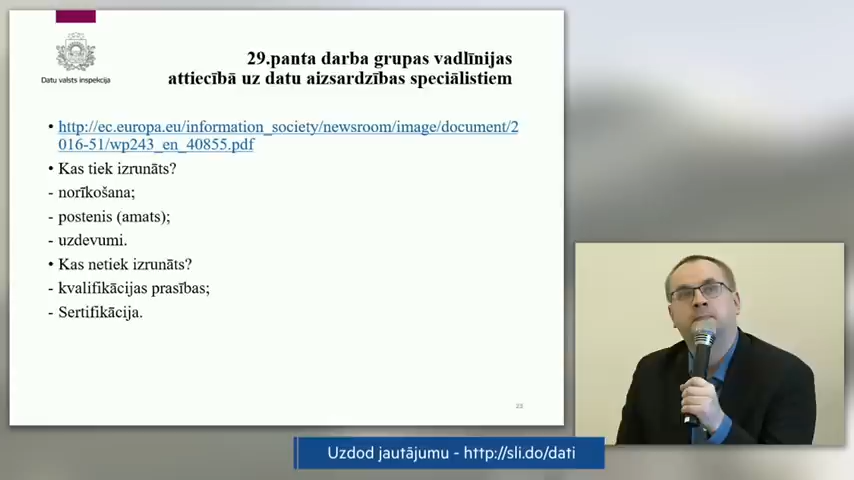 Datu valsts inspekcija
29.panta darba grupas vadlīnijas
attiecībā uz datu aizsardzības speciālistiem
• http://ec.europa.eu/information_society/newsroom/image/document/2
016-51/wp243_en_40855.pdf
• Kas tiek izrunāts?
- norīkošana;
- postenis (amats);
- uzdevumi.
• Kas netiek izrunāts?
- kvalifikācijas prasības;
- Sertifikācija.
23
Uzdod jautājumu - http://sli.do/dati